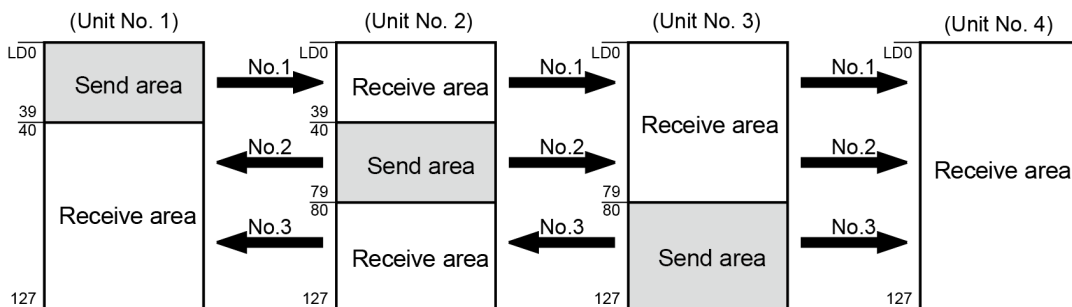 (Unit No. 1) (Unit No. 2) (Unit No. 3) (Unit No. 4)
LD0 LD0 LD0 LD0
Send area No.1 Receive area No.1 Receive area No.1 Receive area
39 39
40 40
No.2 Send area No.2 No.2
Receive area 79 79
80 80
No.3 Receive area No.3 Send area No.3
127 127 127 127